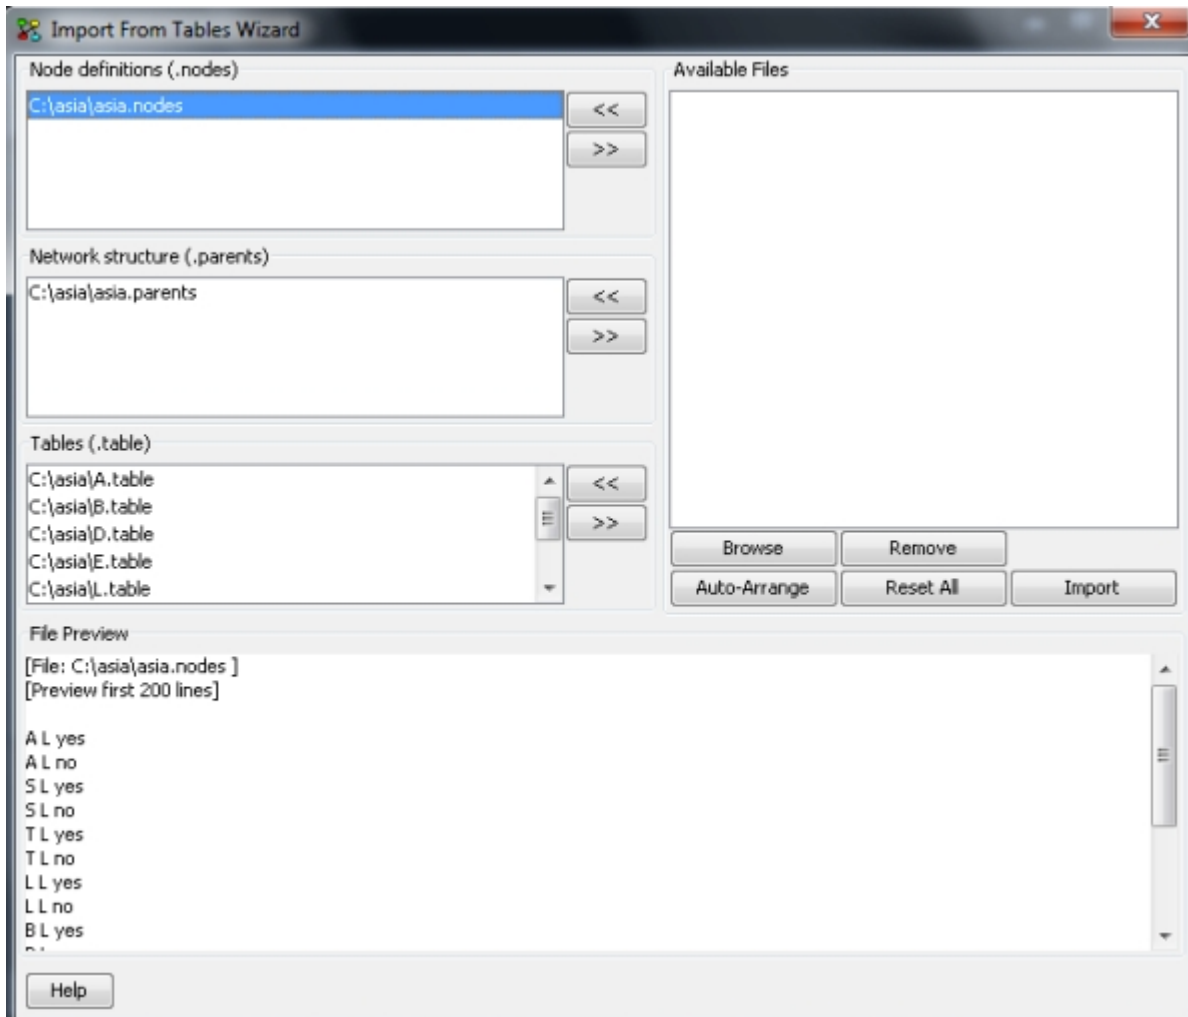 Import From Tables Wizard
X
Node definitions (.nodes)
C:\asia\asia.nodes
<<
>>
Network structure (.parents)
C:\asia\asia.parents
<<
>>
Tables (.table)
C:\asia\A.table
C:\asia\B.table
C:\asia\D.table
C:\asia\E.table
C:\asia\L.table
<<
>>
Available Files
Browse Remove
Auto-Arrange Reset All Import
File Preview
[File: C:\asia\asia.nodes ]
[Preview first 200 lines]
A L yes
A L no
S L yes
S L no
T L yes
T L no
L L yes
L L no
B L yes
Help